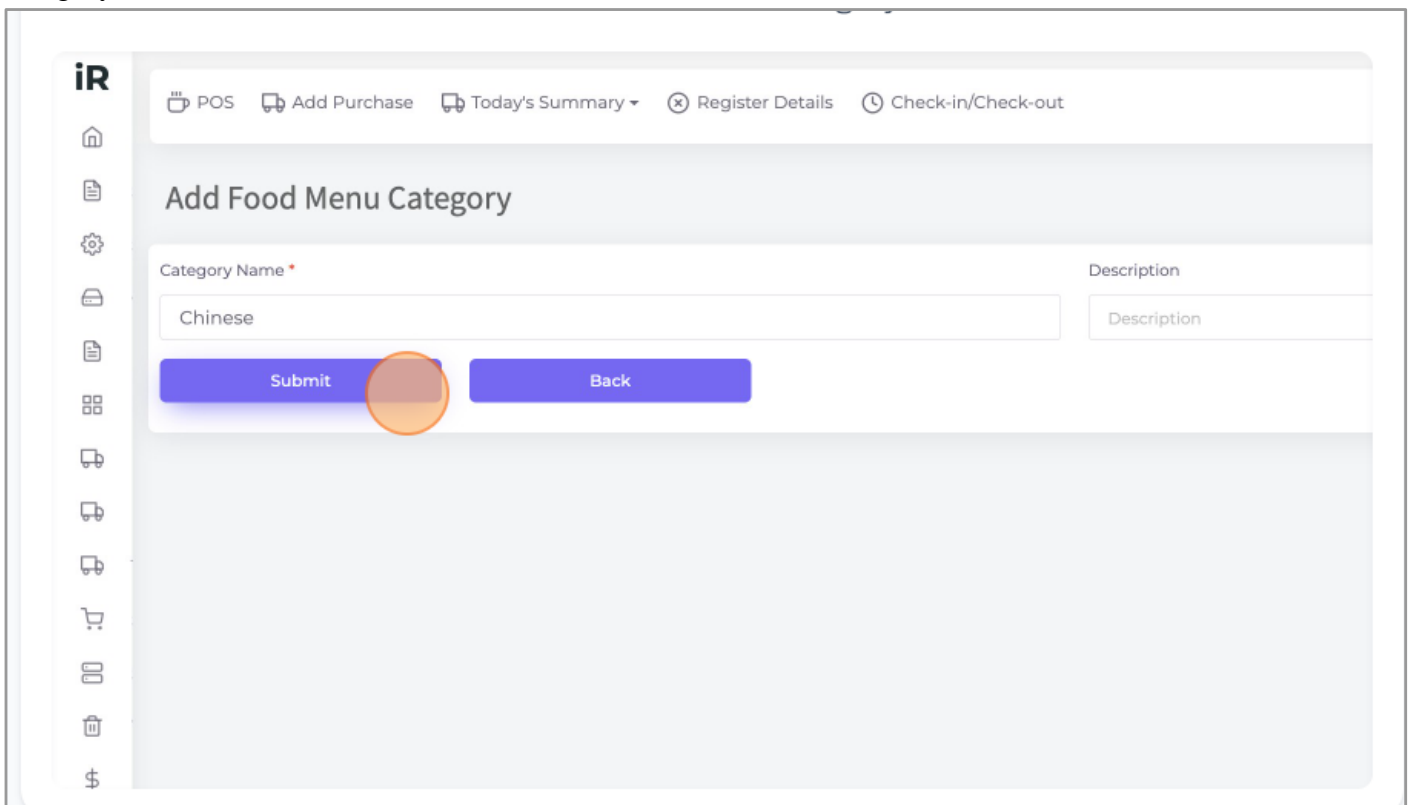 iR
POS Add Purchase Today's Summary Register Details Check-in/Check-out
Add Food Menu Category
Category Name * Description
Chinese Description
Submit Back